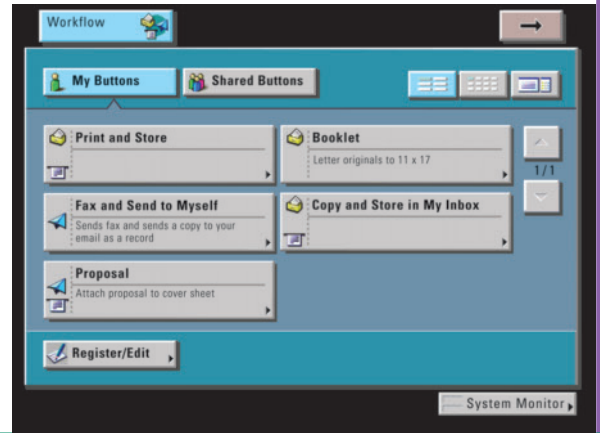 Workflow
My Buttons
Shared Buttons
Print and Store
Booklet
Letter originals to 11 x 17
1/1
Fax and Send to Myself
Sends fax and sends a copy to your
email as a record
Copy and Store in My Inbox
Proposal
Attach proposal to cover sheet
Register/Edit
System Monitor